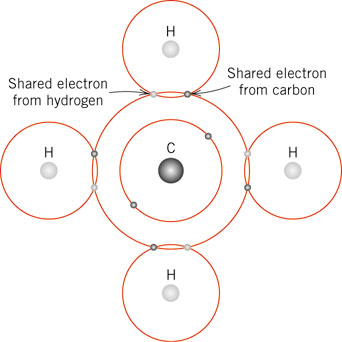 H
Shared electron
from hydrogen
Shared electron
from carbon
H
C
H
H